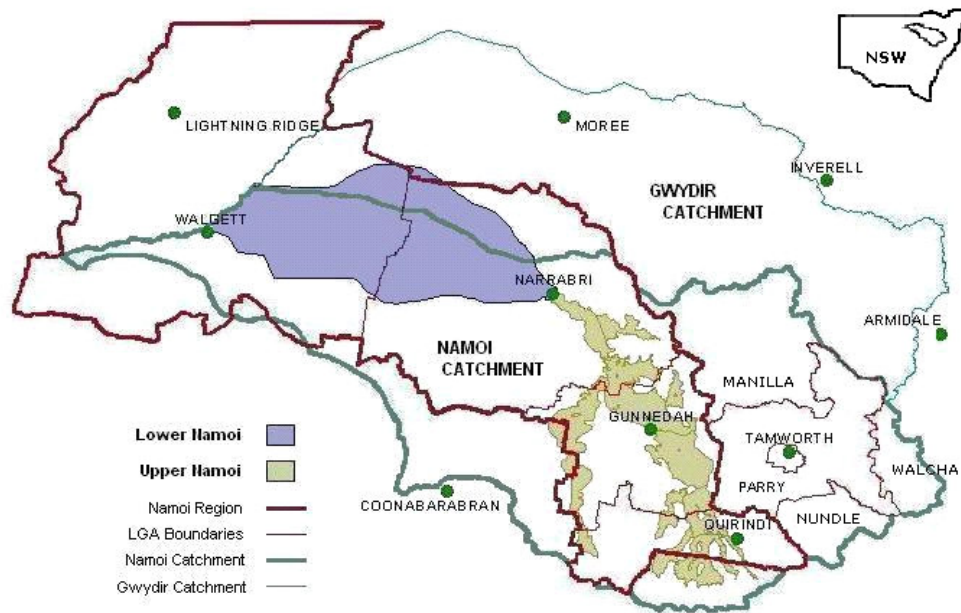 NSW
LIGHTNING RIDGE
MOREE
INVERELL
GWYDIR
CATCHMENT
WALGETT
NARRABRI
ARMIDALE
NAMOI
CATCHMENT
MANILLA
GUNNEDAH
TAMWORTH
WALCHA
PARRY
COONABARABRAN
NUNDLE
QUIRINDI
Lower Namoi
Upper Namoi
Namoi Region
LGA Boundaries
Namoi Catchment
Gwydir Catchment